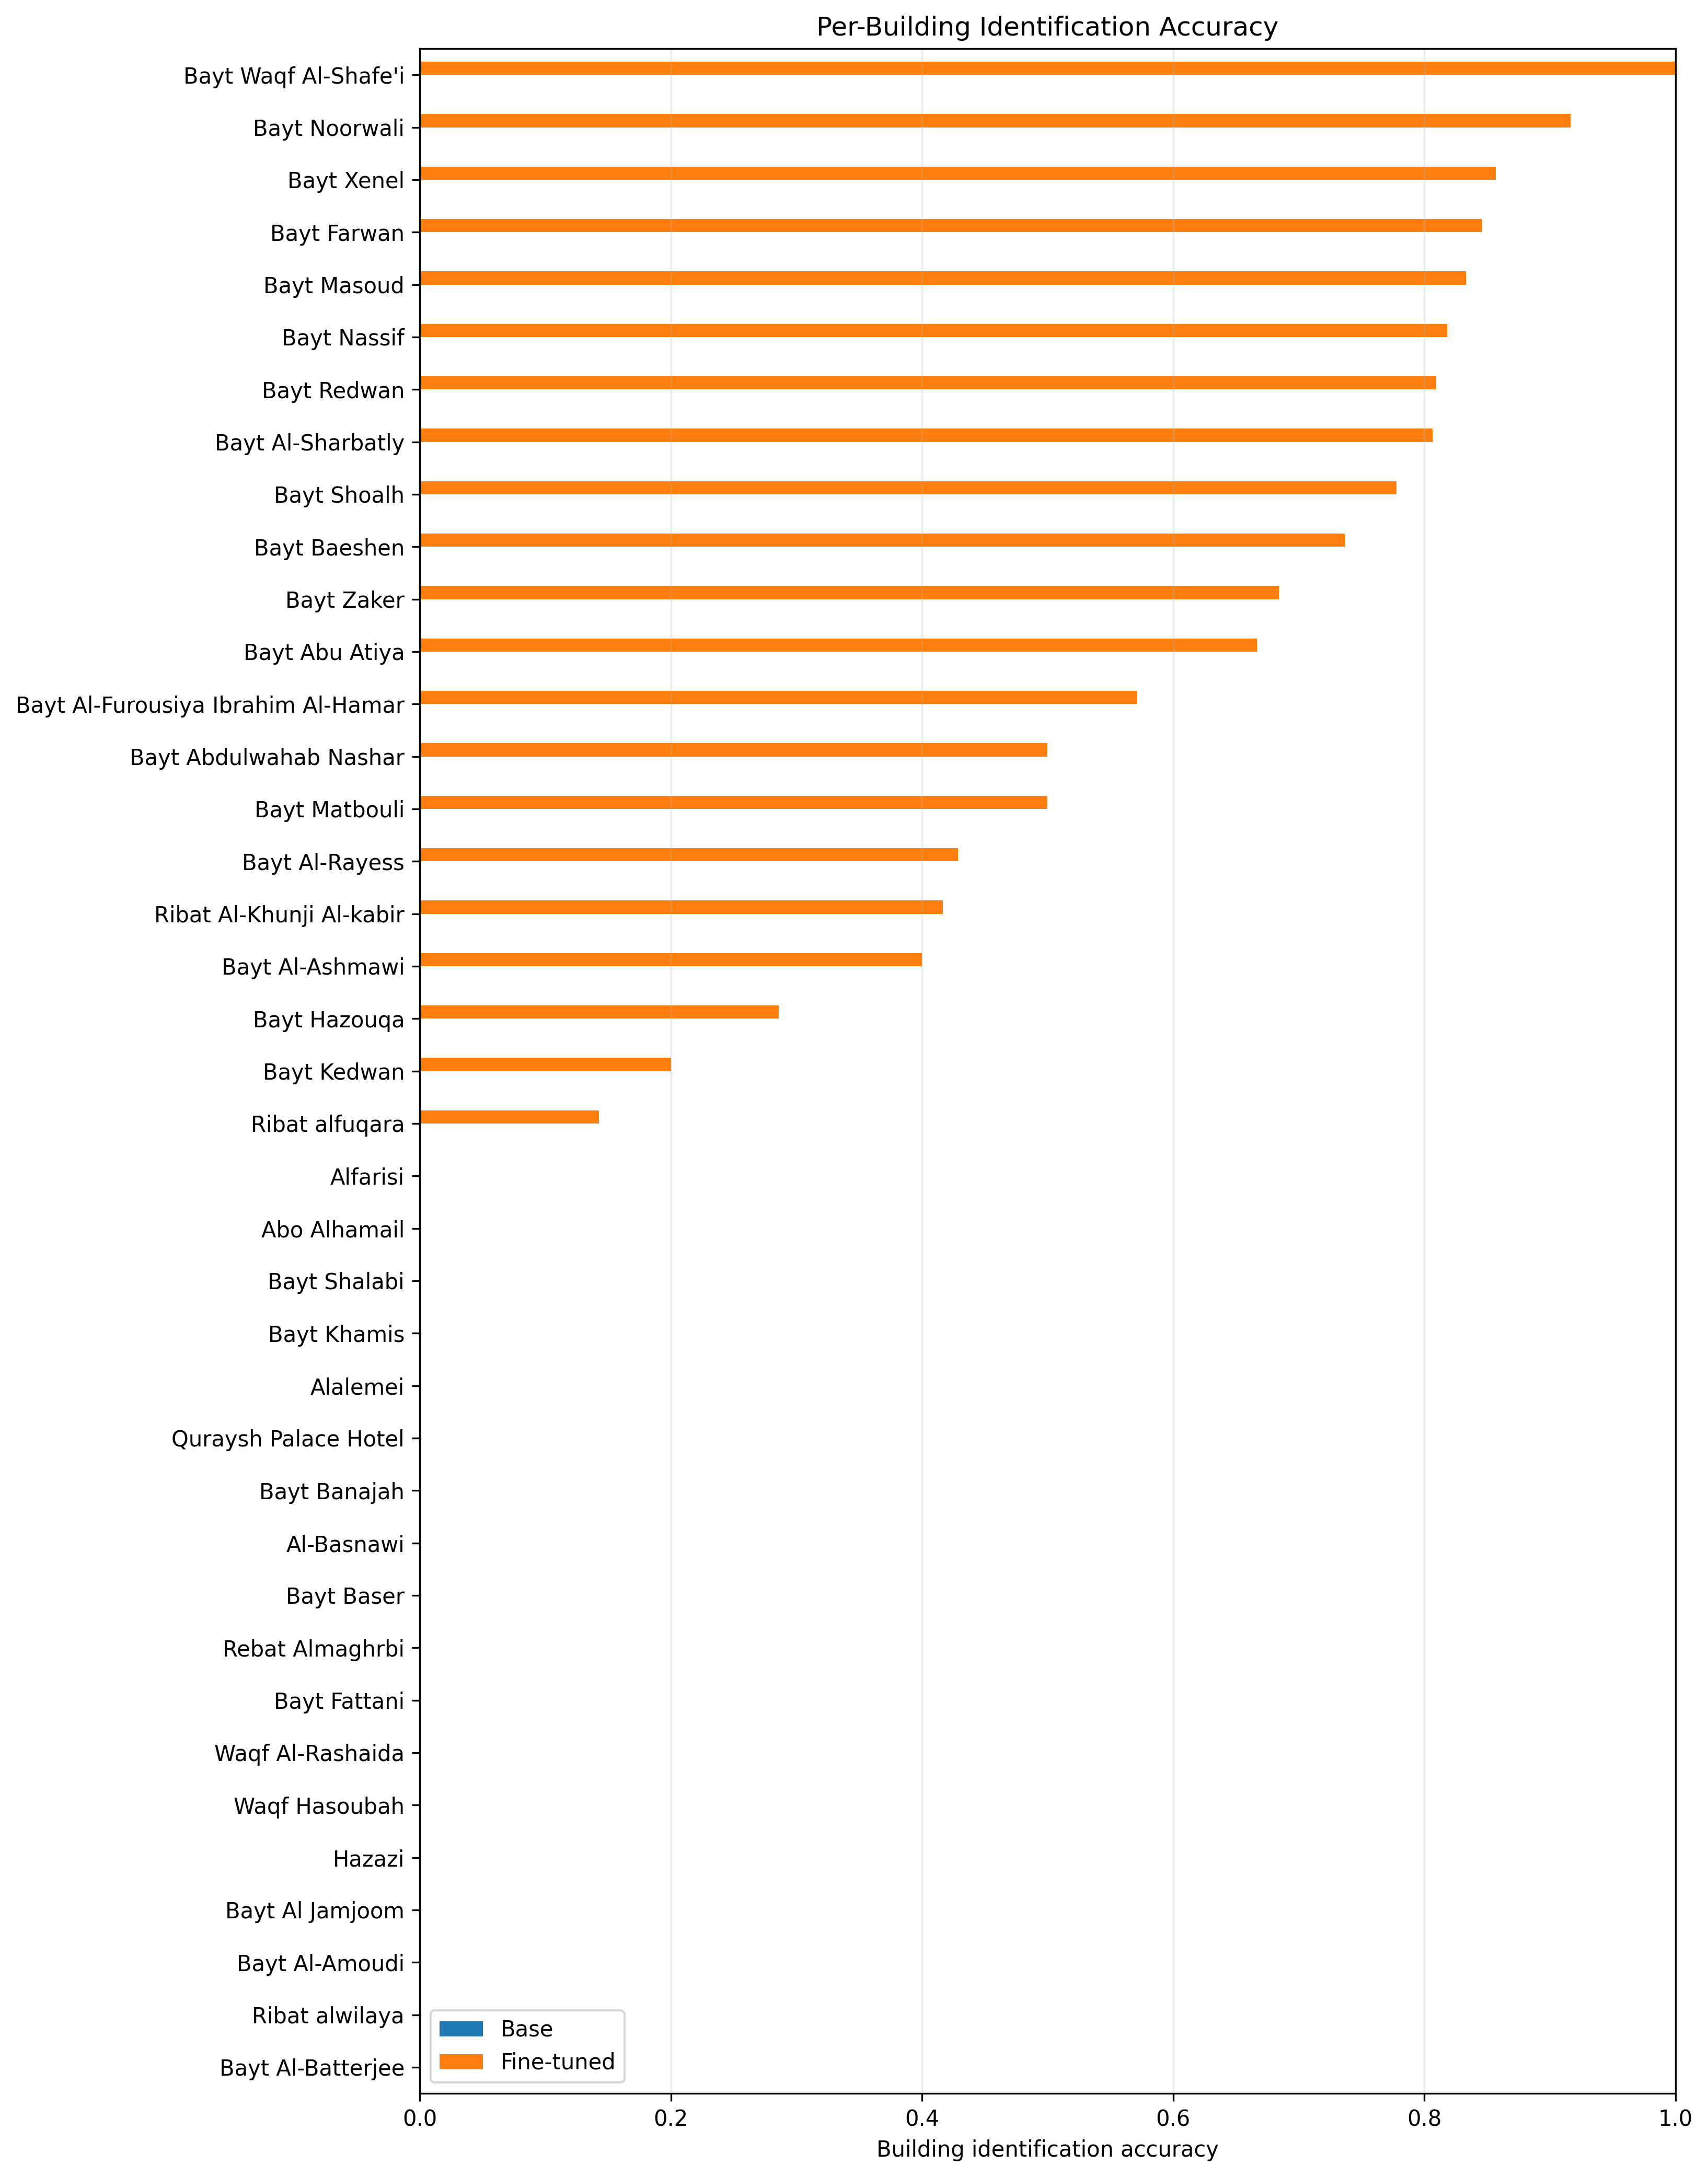 Per-Building Identification Accuracy
Bayt Waqf Al-Shafe'i
Bayt Noorwali
Bayt Xenel
Bayt Farwan
Bayt Masoud
Bayt Nassif
Bayt Redwan
Bayt Al-Sharbatly
Bayt Shoalh
Bayt Baeshen
Bayt Zaker
Bayt Abu Atiya
Bayt Al-Furousiya Ibrahim Al-Hamar
Bayt Abdulwahab Nashar
Bayt Matbouli
Bayt Al-Rayess
Ribat Al-Khunji Al-kabir
Bayt Al-Ashmawi
Bayt Hazouqa
Bayt Kedwan
Ribat alfuqara
Alfarisi
Abo Alhamail
Bayt Shalabi
Bayt Khamis
Alalemei
Quraysh Palace Hotel
Bayt Banajah
Al-Basnawi
Bayt Baser
Rebat Almaghrbi
Bayt Fattani
Waqf Al-Rashaida
Waqf Hasoubah
Hazazi
Bayt Al Jamjoom
Bayt Al-Amoudi
Ribat alwilaya
Bayt Al-Batterjee
Base
Fine-tuned
0.0 0.2 0.4 0.6 0.8 1.0
Building identification accuracy